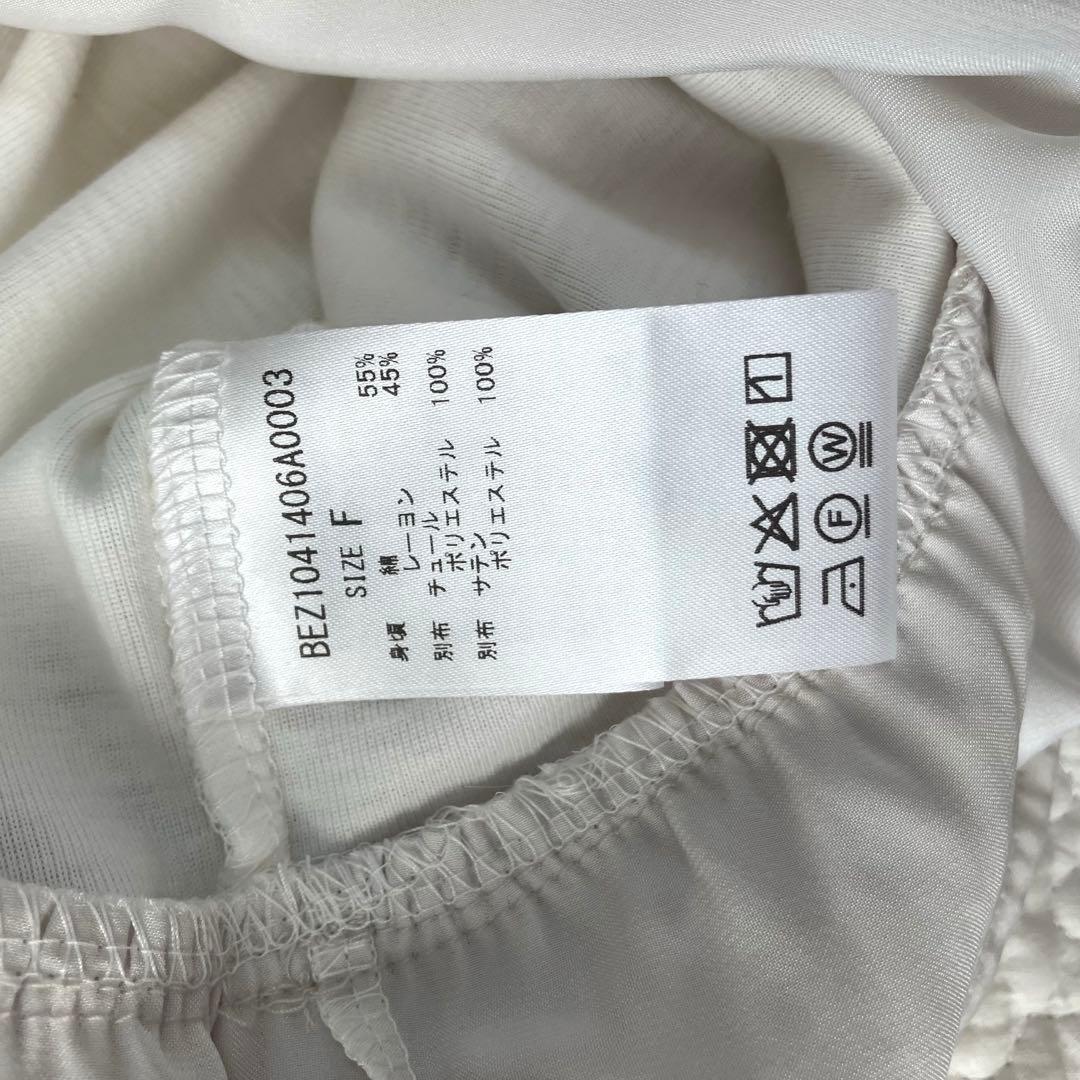 BEZ1041406A0003
SIZE F
身頃 綿 55%
レーヨン 45%
別布 チュール
ポリエステル 100%
別布 サテン
ポリエステル 100%
F W